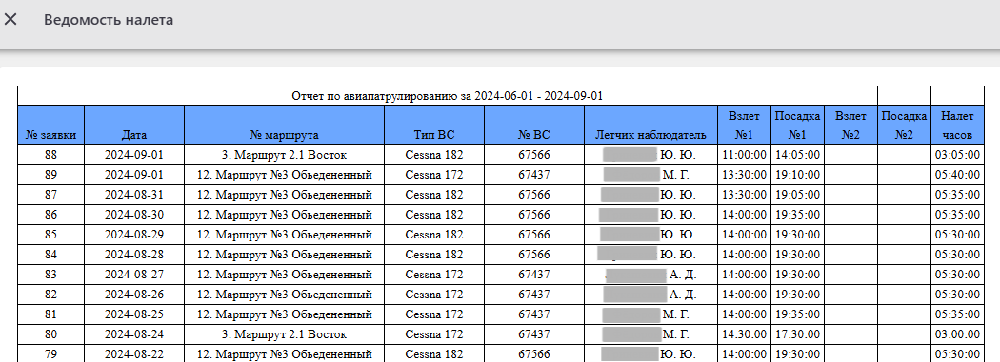 Ведомость налета
Отчет по авиапатрулированию за 2024-06-01 - 2024-09-01
№ заявки Дата № маршрута Тип ВС № ВС Летчик наблюдатель Взлет №1 Посадка №1 Взлет №2 Посадка №2 Налет часов
88 2024-09-01 3. Маршрут 2.1 Восток Cessna 182 67566 Ю. Ю. 11:00:00 14:05:00 03:05:00
89 2024-09-01 12. Маршрут №3 Обьедененный Cessna 172 67437 М. Г. 13:30:00 19:10:00 05:40:00
87 2024-08-31 12. Маршрут №3 Обьедененный Cessna 182 67566 Ю. Ю. 13:30:00 19:05:00 05:35:00
86 2024-08-30 12. Маршрут №3 Обьедененный Cessna 182 67566 Ю. Ю. 14:00:00 19:35:00 05:35:00
85 2024-08-29 12. Маршрут №3 Обьедененный Cessna 182 67566 Ю. Ю. 14:00:00 19:30:00 05:30:00
84 2024-08-28 12. Маршрут №3 Обьедененный Cessna 182 67566 Ю. Ю. 14:00:00 19:30:00 05:30:00
83 2024-08-27 12. Маршрут №3 Обьедененный Cessna 172 67437 А. Д. 14:00:00 19:30:00 05:30:00
82 2024-08-26 12. Маршрут №3 Обьедененный Cessna 172 67437 А. Д. 14:00:00 19:30:00 05:30:00
81 2024-08-25 12. Маршрут №3 Обьедененный Cessna 172 67437 М. Г. 14:00:00 19:35:00 05:35:00
80 2024-08-24 3. Маршрут 2.1 Восток Cessna 172 67437 М. Г. 14:30:00 17:30:00 03:00:00
79 2024-08-22 12. Маршрут №3 Обьедененный Cessna 182 67566 Ю. Ю. 14:00:00 19:30:00 05:30:00